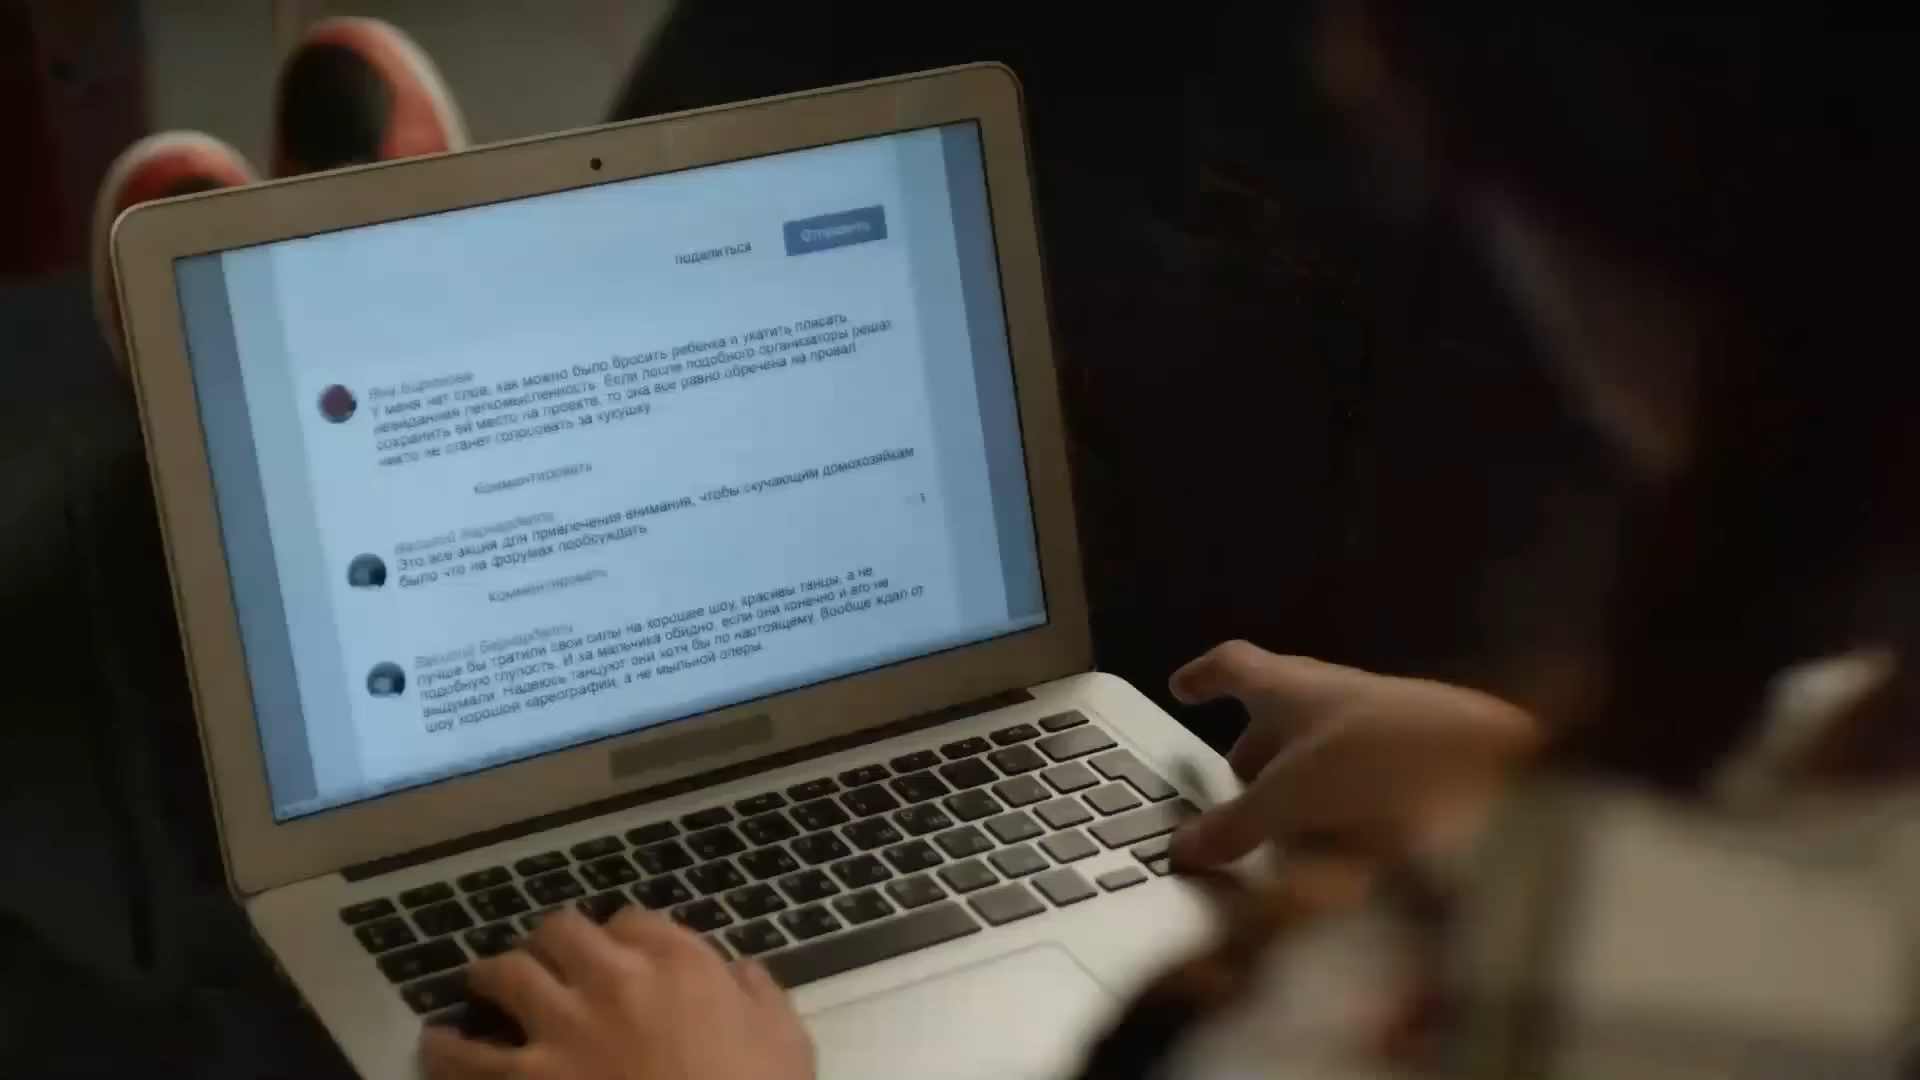 поделиться
Отправить
У меня нет слов, как можно было бросить ребенка и укатить плясать.
невиданная легкомысленность. Если после подобного организаторы решат
сохранить ей место на проекте, то она все равно обречена на провал
никто не станет голосовать за кукушку
Комментировать
1
Это все акция для привлечения внимания, чтобы скучающим домохозяйкам
было что на форумах пообсуждать
Комментировать
лучше бы тратили свои силы на хорошее шоу, красивы танцы, а не
подобную глупость. И за мальчика обидно, если они конечно и его не
выдумали. Надеюсь танцуют они хотя бы по настоящему. Вообще ждал от
шоу хорошой хареографии, а не мыльной оперы.